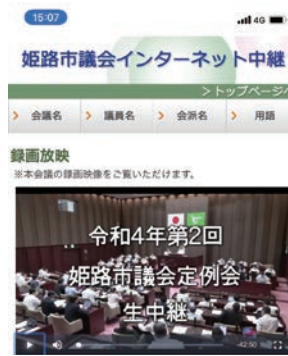 15:07
4G
姫路市議会インターネット中継
>トップページへ
> 会議名 > 議員名 > 会派名 > 用語
録画放映
※本会議の録画映像をご覧いただけます。
令和4年第2回
姫路市議会定例会
生中継
-42:50